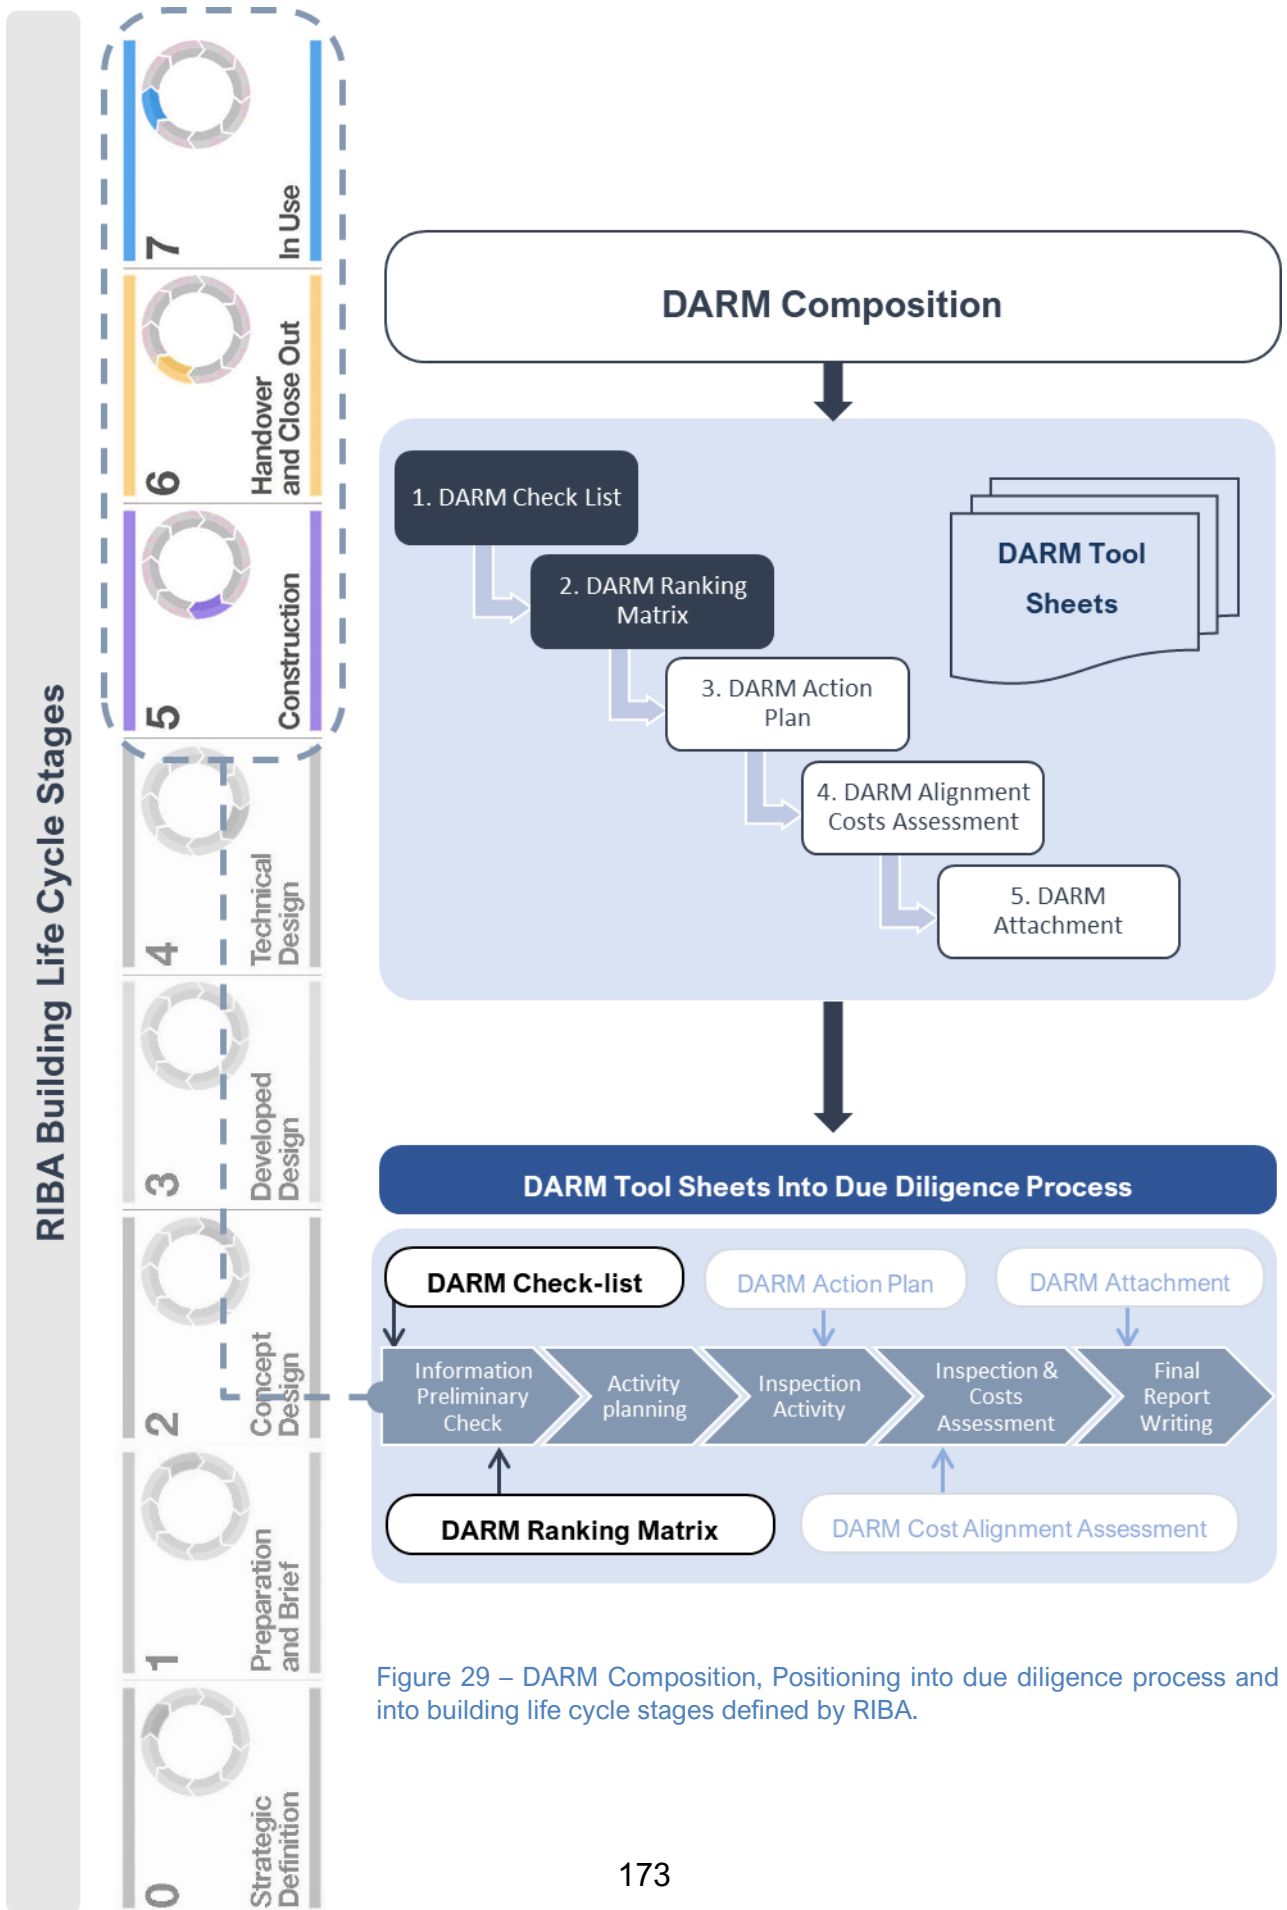 RIBA Building Life Cycle Stages
7
In Use
6
Handover
and Close Out
5
Construction
4
Technical
Design
3
Developed
Design
2
Concept
Design
1
Preparation
and Brief
0
Strategic
Definition
DARM Composition
1. DARM Check List
2. DARM Ranking
Matrix
3. DARM Action
Plan
4. DARM Alignment
Costs Assessment
5. DARM
Attachment
DARM Tool
Sheets
DARM Tool Sheets Into Due Diligence Process
DARM Check-list
DARM Action Plan
DARM Attachment
Information
Preliminary
Check
Activity
planning
Inspection
Activity
Inspection &
Costs
Assessment
Final
Report
Writing
DARM Ranking Matrix
DARM Cost Alignment Assessment
Figure 29 – DARM Composition, Positioning into due diligence process and
into building life cycle stages defined by RIBA.
173